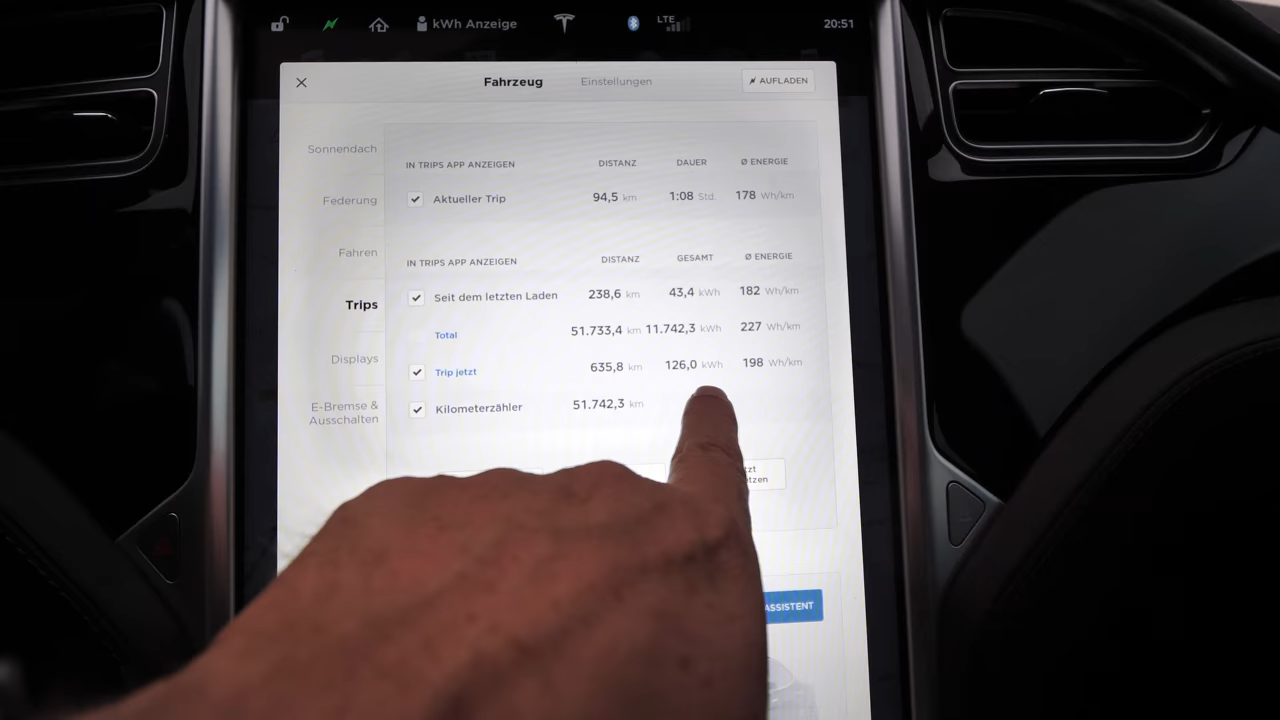 kWh Anzeige LTE 20:51
Fahrzeug Einstellungen AUFLADEN
Sonnendach
Federung
Fahren
Trips
Displays
E-Bremse &
Ausschalten
IN TRIPS APP ANZEIGEN DISTANZ DAUER Ø ENERGIE
Aktueller Trip 94,5 km 1:08 Std. 178 Wh/km
IN TRIPS APP ANZEIGEN DISTANZ GESAMT Ø ENERGIE
Seit dem letzten Laden 238,6 km 43,4 kWh 182 Wh/km
Total 51.733,4 km 11.742,3 kWh 227 Wh/km
Trip jetzt 635,8 km 126,0 kWh 198 Wh/km
Kilometerzähler 51.742,3 km
ASSISTENT